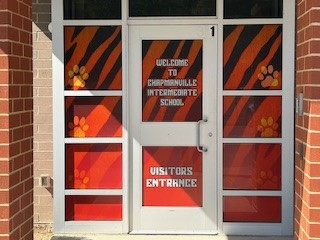 1
WELCOME
TO
CHAPMANVILLE
INTERMEDIATE
SCHOOL
VISITORS
ENTRANCE